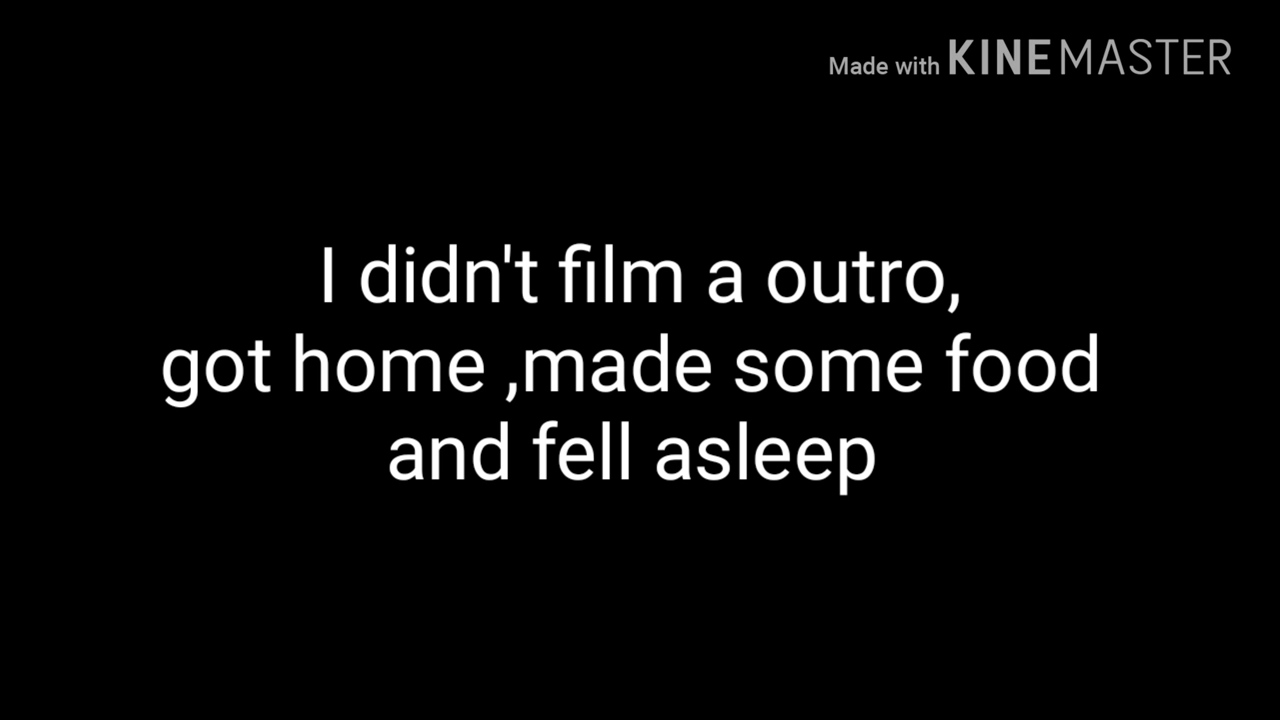 Made with KINEMASTER
I didn't film a outro,
got home ,made some food
and fell asleep